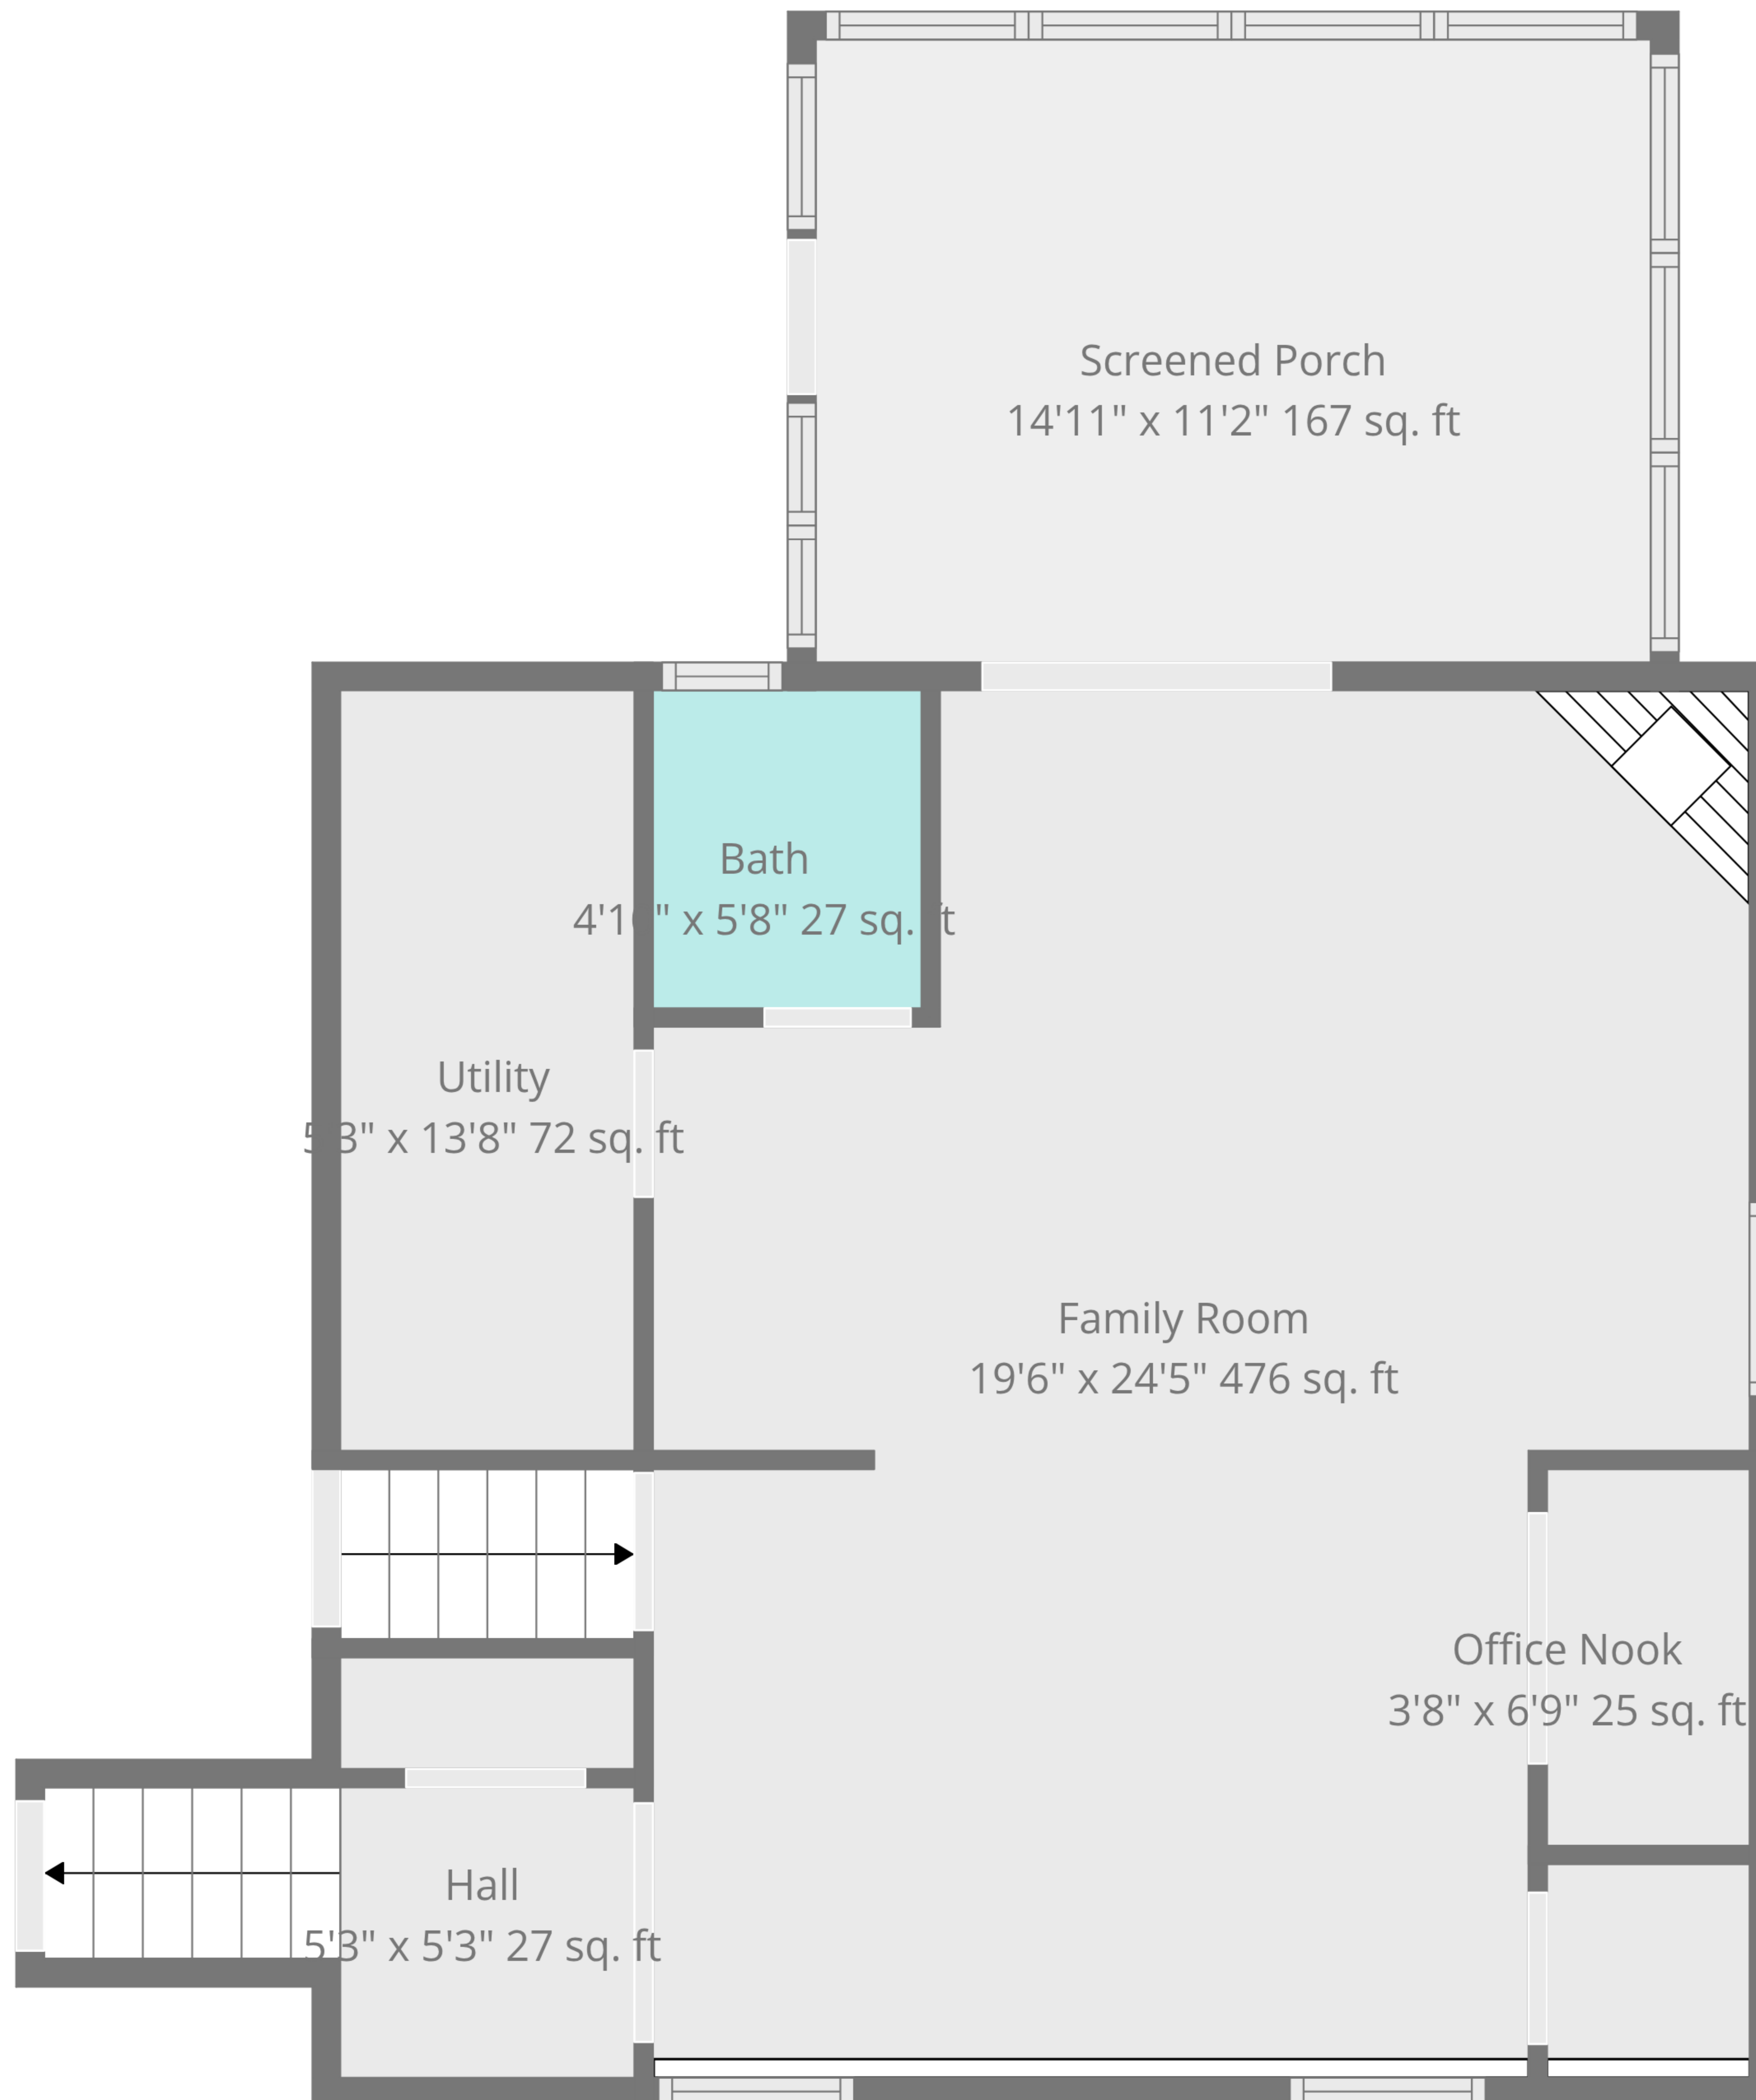 Screened Porch
14'11" x 11'2" 167 sq. ft
Bath
x 5'8" 27 sq. ft
Utility
x 13'8" 72 sq. ft
Family Room
19'6" x 24'5" 476 sq. ft
Office Nook
3'8" x 6'9" 25 sq. ft
Hall
5'3" x 5'3" 27 sq. ft